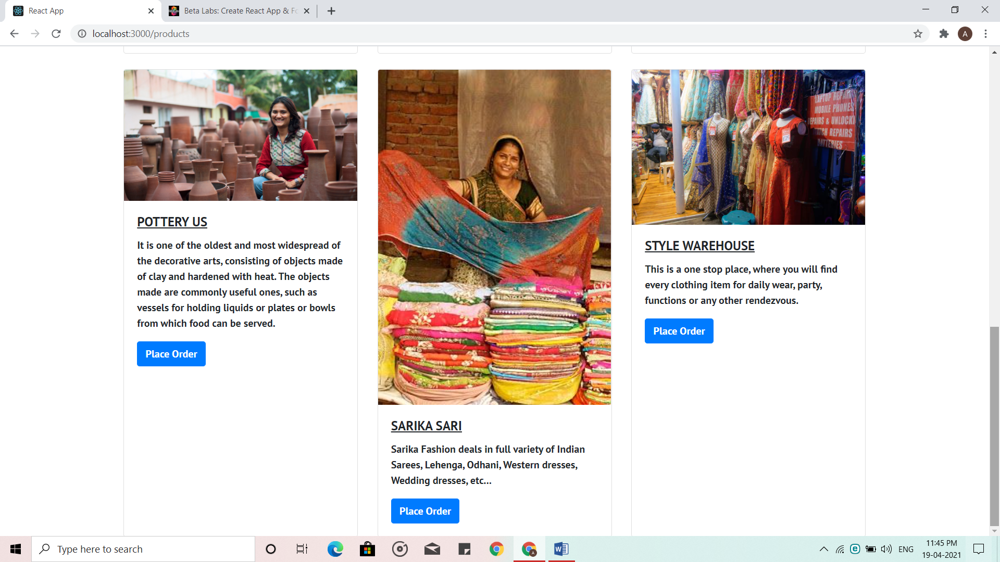 React App
Beta Labs: Create React App & Fo
localhost:3000/products
A
LAPTOP REPAIR
MOBILE PHONES
REPAIRS & UNLOCKI
WATCH REPAIRS
BATTERIES
POTTERY US
It is one of the oldest and most widespread of
the decorative arts, consisting of objects made
of clay and hardened with heat. The objects
made are commonly useful ones, such as
vessels for holding liquids or plates or bowls
from which food can be served.
Place Order
SARIKA SARI
Sarika Fashion deals in full variety of Indian
Sarees, Lehenga, Odhani, Western dresses,
Wedding dresses, etc...
Place Order
STYLE WAREHOUSE
This is a one stop place, where you will find
every clothing item for daily wear, party,
functions or any other rendezvous.
Place Order
Type here to search
ENG
11:45 PM
19-04-2021